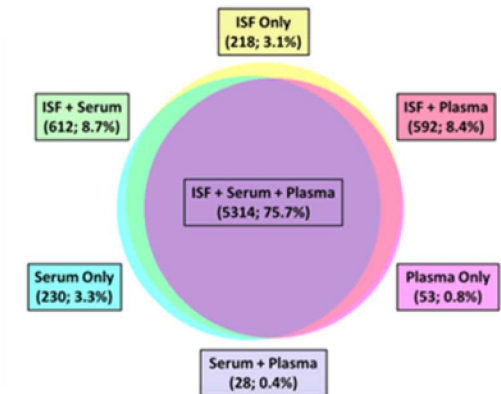 ISF Only
(218; 3.1%)
ISF + Serum
(612; 8.7%)
ISF + Plasma
(592; 8.4%)
ISF + Serum + Plasma
(5314; 75.7%)
Serum Only
(230; 3.3%)
Plasma Only
(53; 0.8%)
Serum + Plasma
(28; 0.4%)